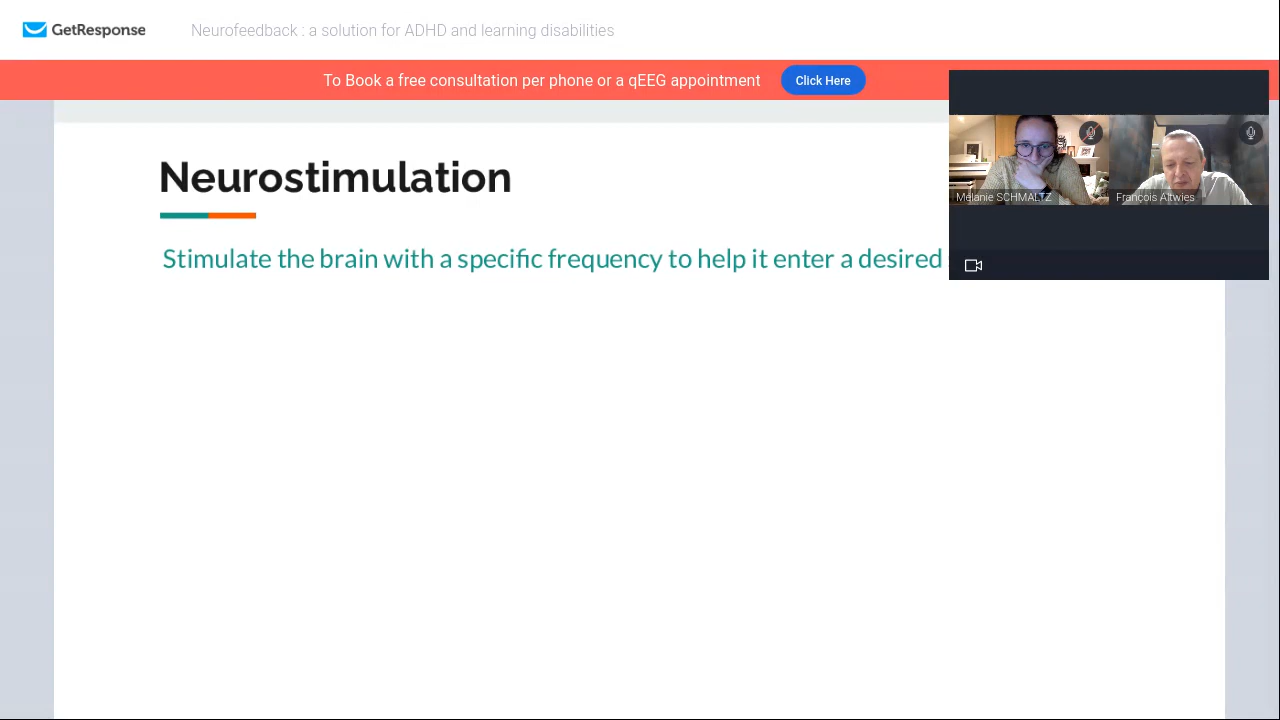 GetResponse
Neurofeedback : a solution for ADHD and learning disabilities
To Book a free consultation per phone or a qEEG appointment
Click Here
Neurostimulation
Stimulate the brain with a specific frequency to help it enter a desired
Mélanie SCHMALTZ
François Altwies